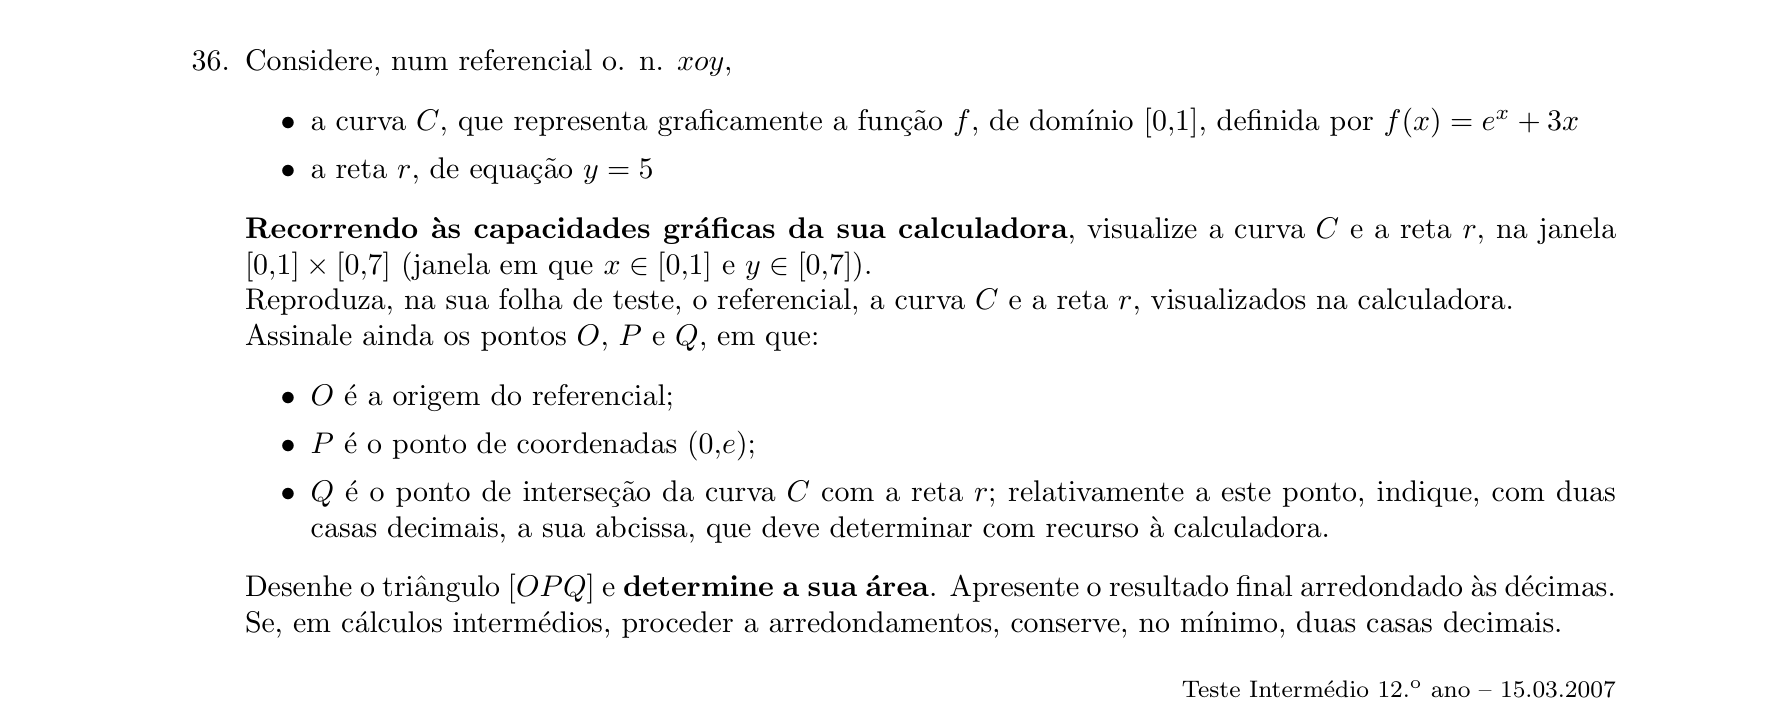 36. Considere, num referencial o. n. xoy,
• a curva C, que representa graficamente a função f, de domínio [0,1], definida por f(x) = eˣ + 3x
• a reta r, de equação y = 5
Recorrendo às capacidades gráficas da sua calculadora, visualize a curva C e a reta r, na janela
[0,1] × [0,7] (janela em que x ∈ [0,1] e y ∈ [0,7]).
Reproduza, na sua folha de teste, o referencial, a curva C e a reta r, visualizados na calculadora.
Assinale ainda os pontos O, P e Q, em que:
• O é a origem do referencial;
• P é o ponto de coordenadas (0,e);
• Q é o ponto de interseção da curva C com a reta r; relativamente a este ponto, indique, com duas
casas decimais, a sua abcissa, que deve determinar com recurso à calculadora.
Desenhe o triângulo [OPQ] e determine a sua área. Apresente o resultado final arredondado às décimas.
Se, em cálculos intermédios, proceder a arredondamentos, conserve, no mínimo, duas casas decimais.
Teste Intermédio 12.º ano – 15.03.2007